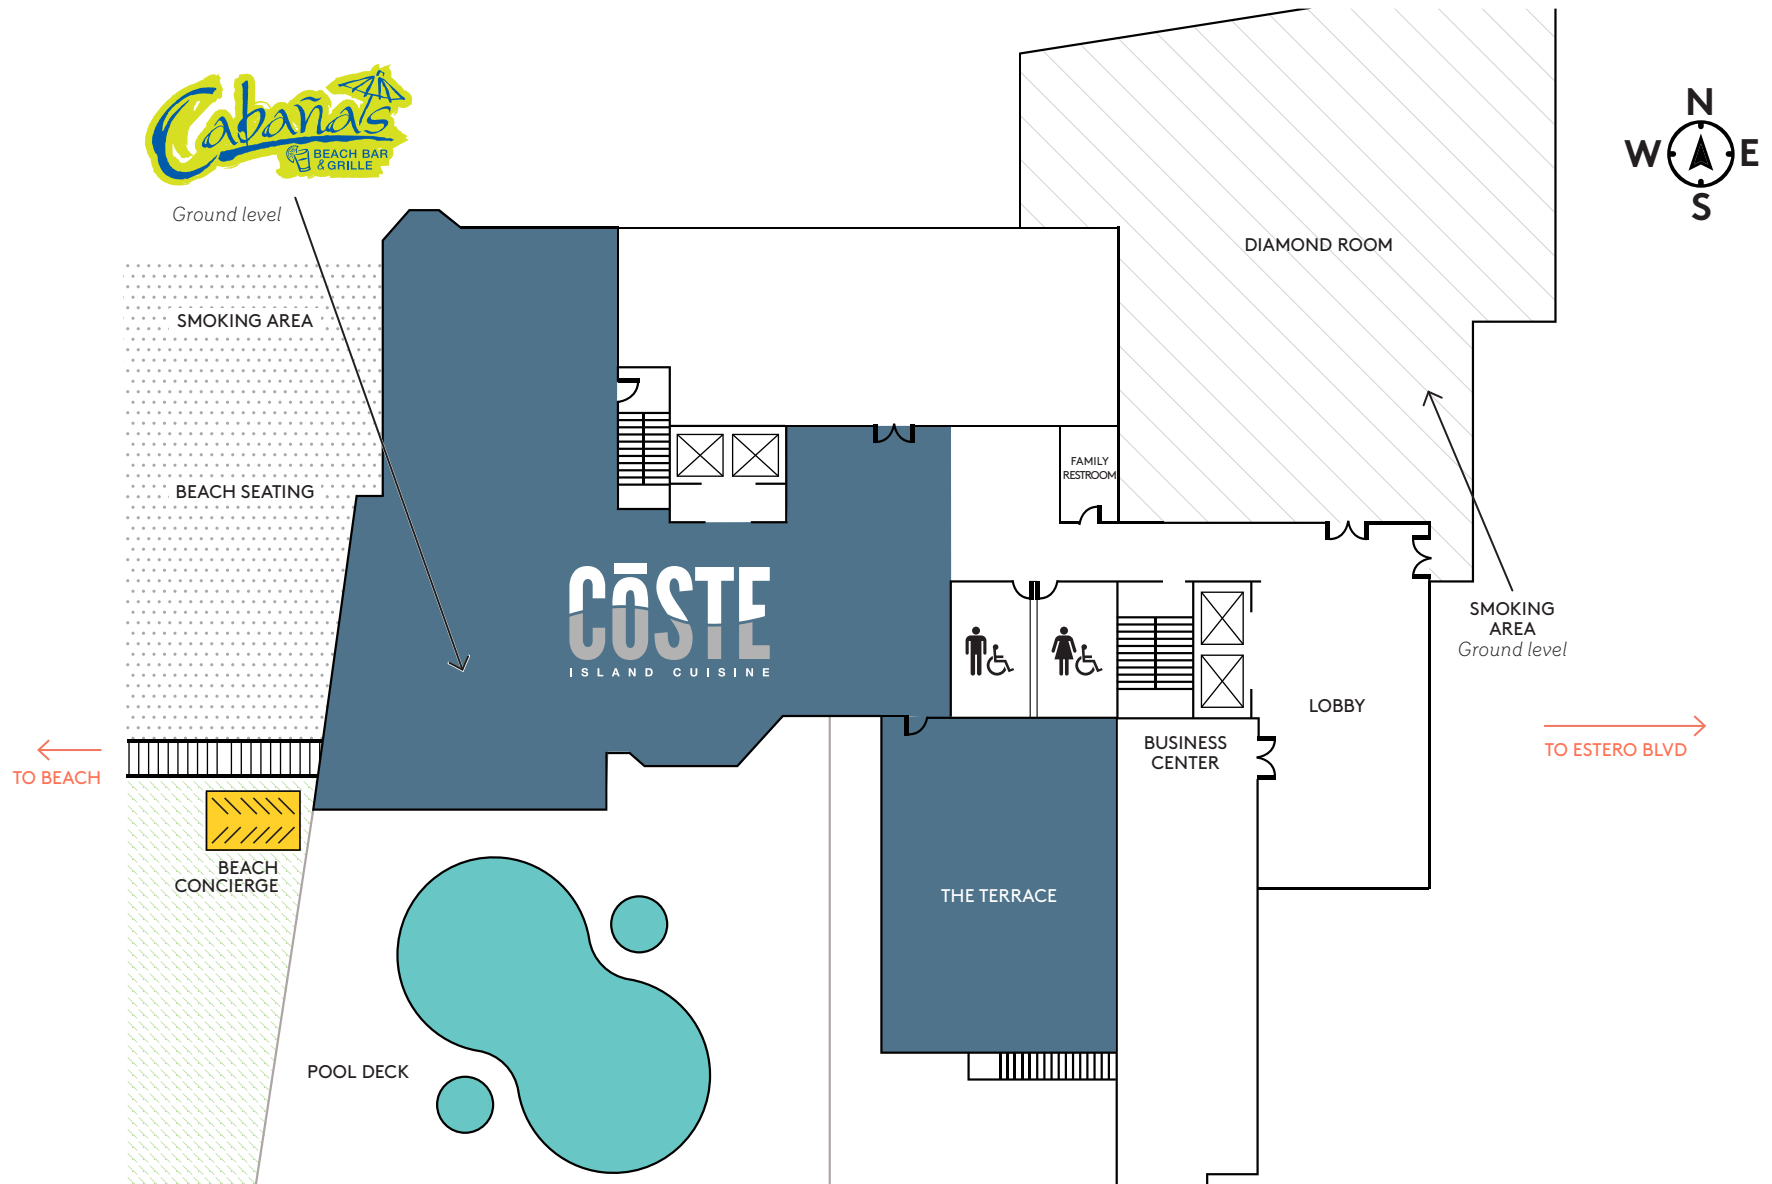 Cabaña's
BEACH BAR
& GRILLE
Ground level
N
W E
S
DIAMOND ROOM
SMOKING AREA
BEACH SEATING
FAMILY
RESTROOM
CōSTE
ISLAND CUISINE
SMOKING
AREA
Ground level
LOBBY
BUSINESS
CENTER
TO BEACH
TO ESTERO BLVD
BEACH
CONCIERGE
THE TERRACE
POOL DECK